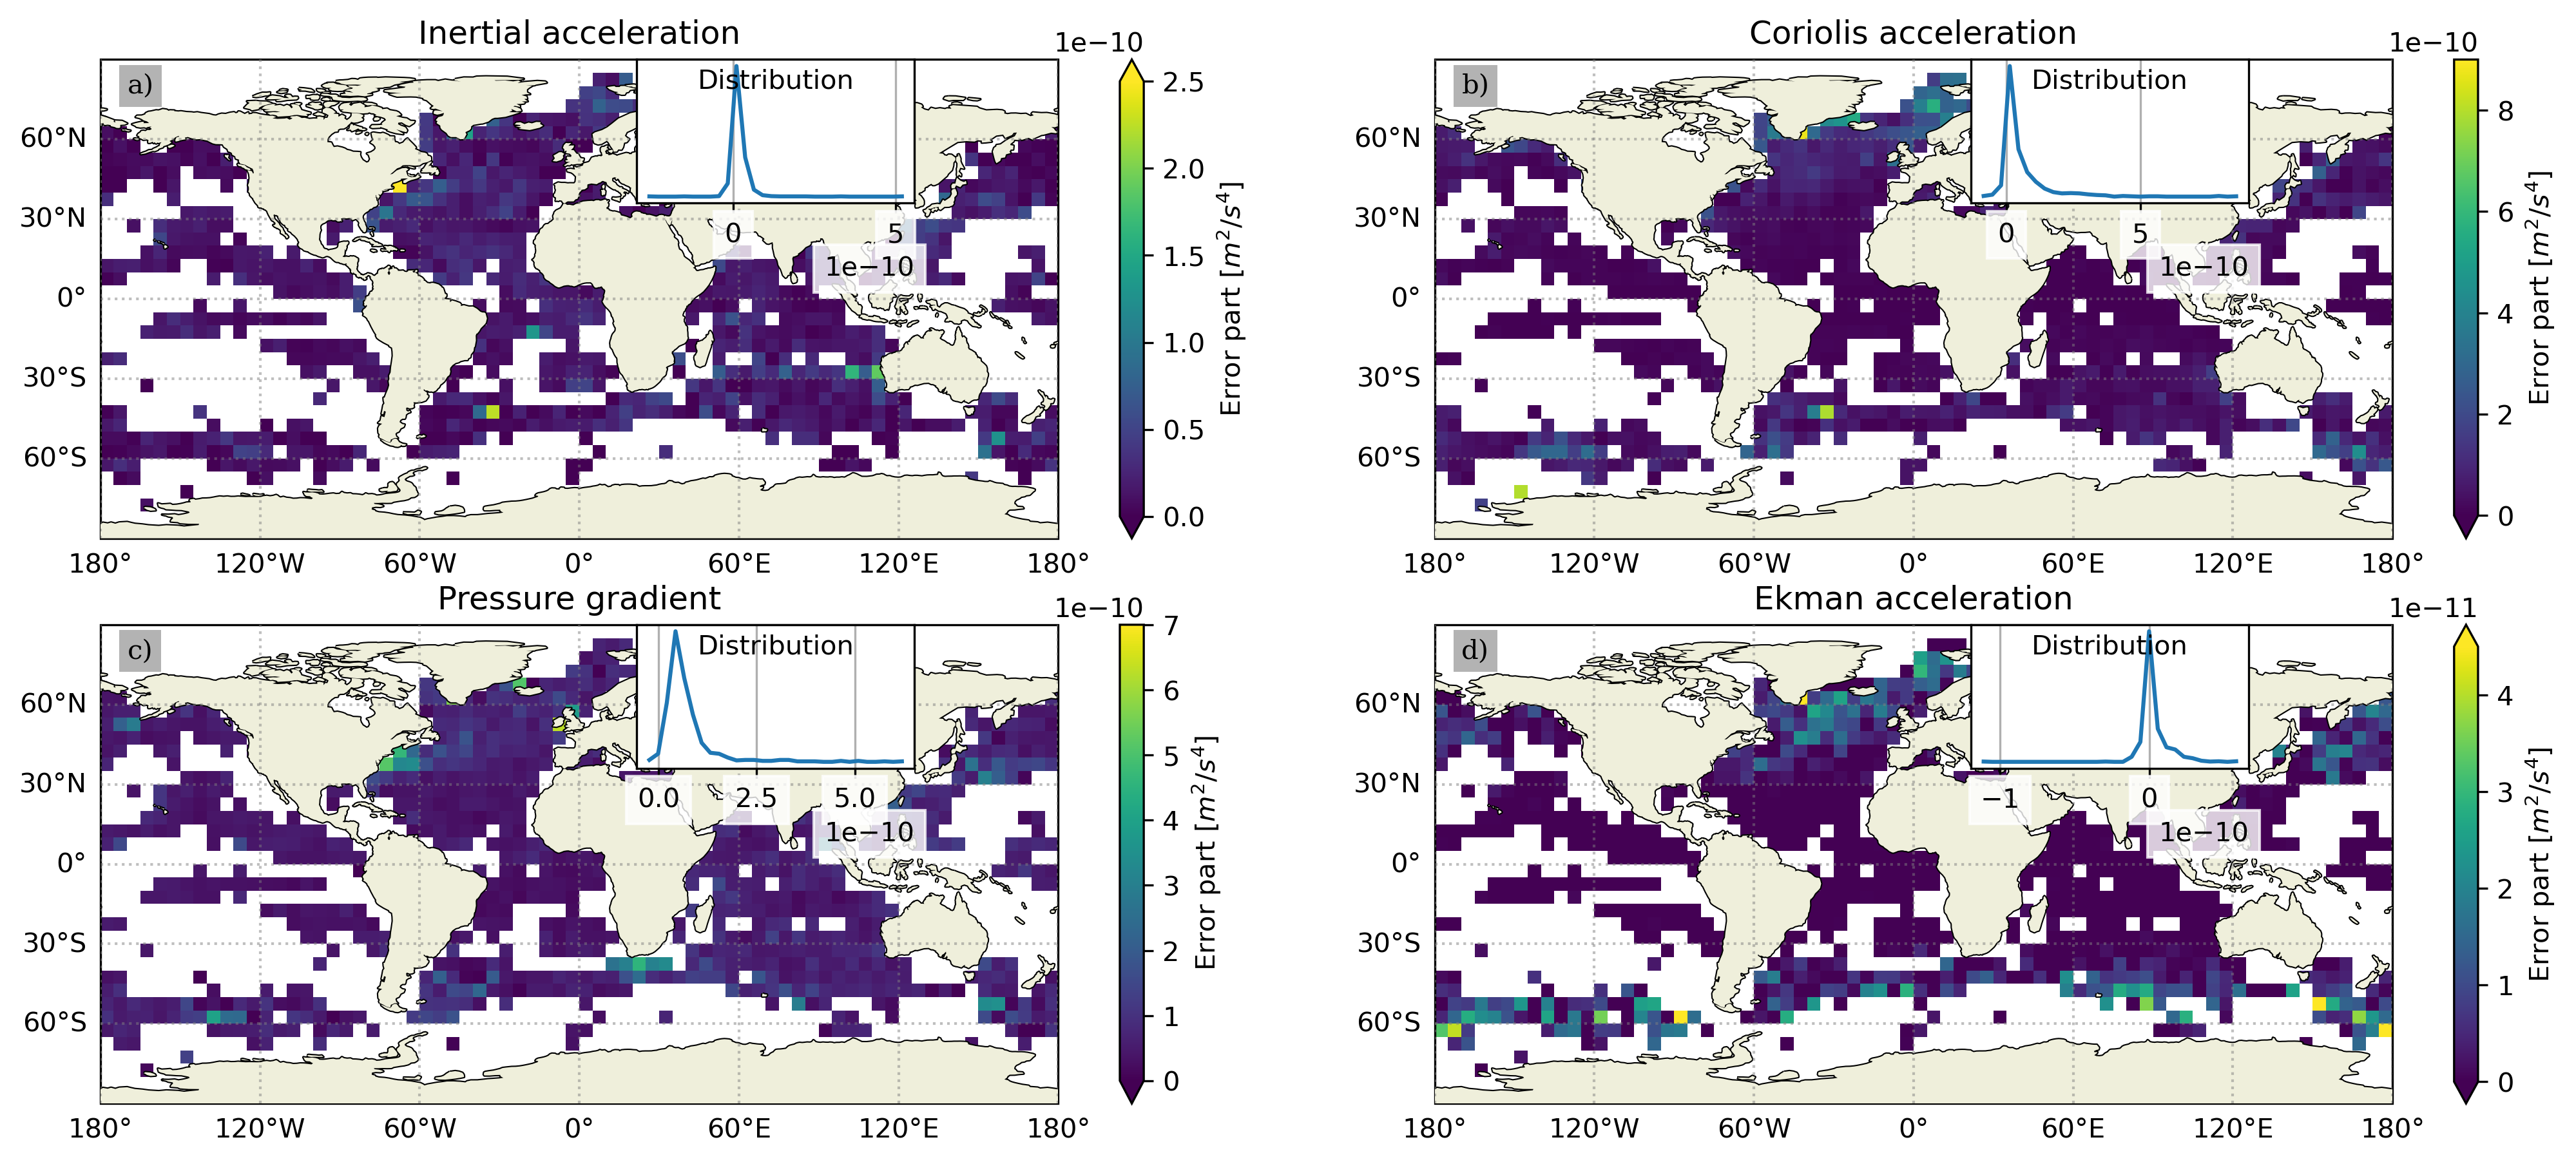 Inertial acceleration
1e−10
a)
Distribution
0
5
1e−10
60°N
30°N
0°
30°S
60°S
180°
120°W
60°W
0°
60°E
120°E
180°
2.5
2.0
1.5
1.0
0.5
0.0
Error part [m²/s⁴]
Coriolis acceleration
1e−10
b)
Distribution
0
5
1e−10
60°N
30°N
0°
30°S
60°S
180°
120°W
60°W
0°
60°E
120°E
180°
8
6
4
2
0
Error part [m²/s⁴]
Pressure gradient
1e−10
c)
Distribution
0.0
2.5
5.0
1e−10
60°N
30°N
0°
30°S
60°S
180°
120°W
60°W
0°
60°E
120°E
180°
7
6
5
4
3
2
1
0
Error part [m²/s⁴]
Ekman acceleration
1e−11
d)
Distribution
−1
0
1e−10
60°N
30°N
0°
30°S
60°S
180°
120°W
60°W
0°
60°E
120°E
180°
4
3
2
1
0
Error part [m²/s⁴]